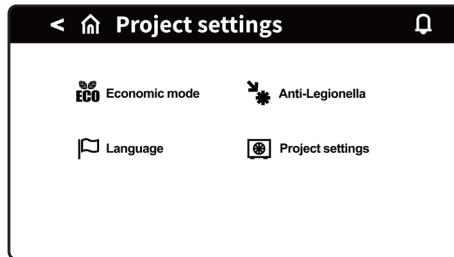 < Project settings
ECO Economic mode
Anti-Legionella
Language
Project settings